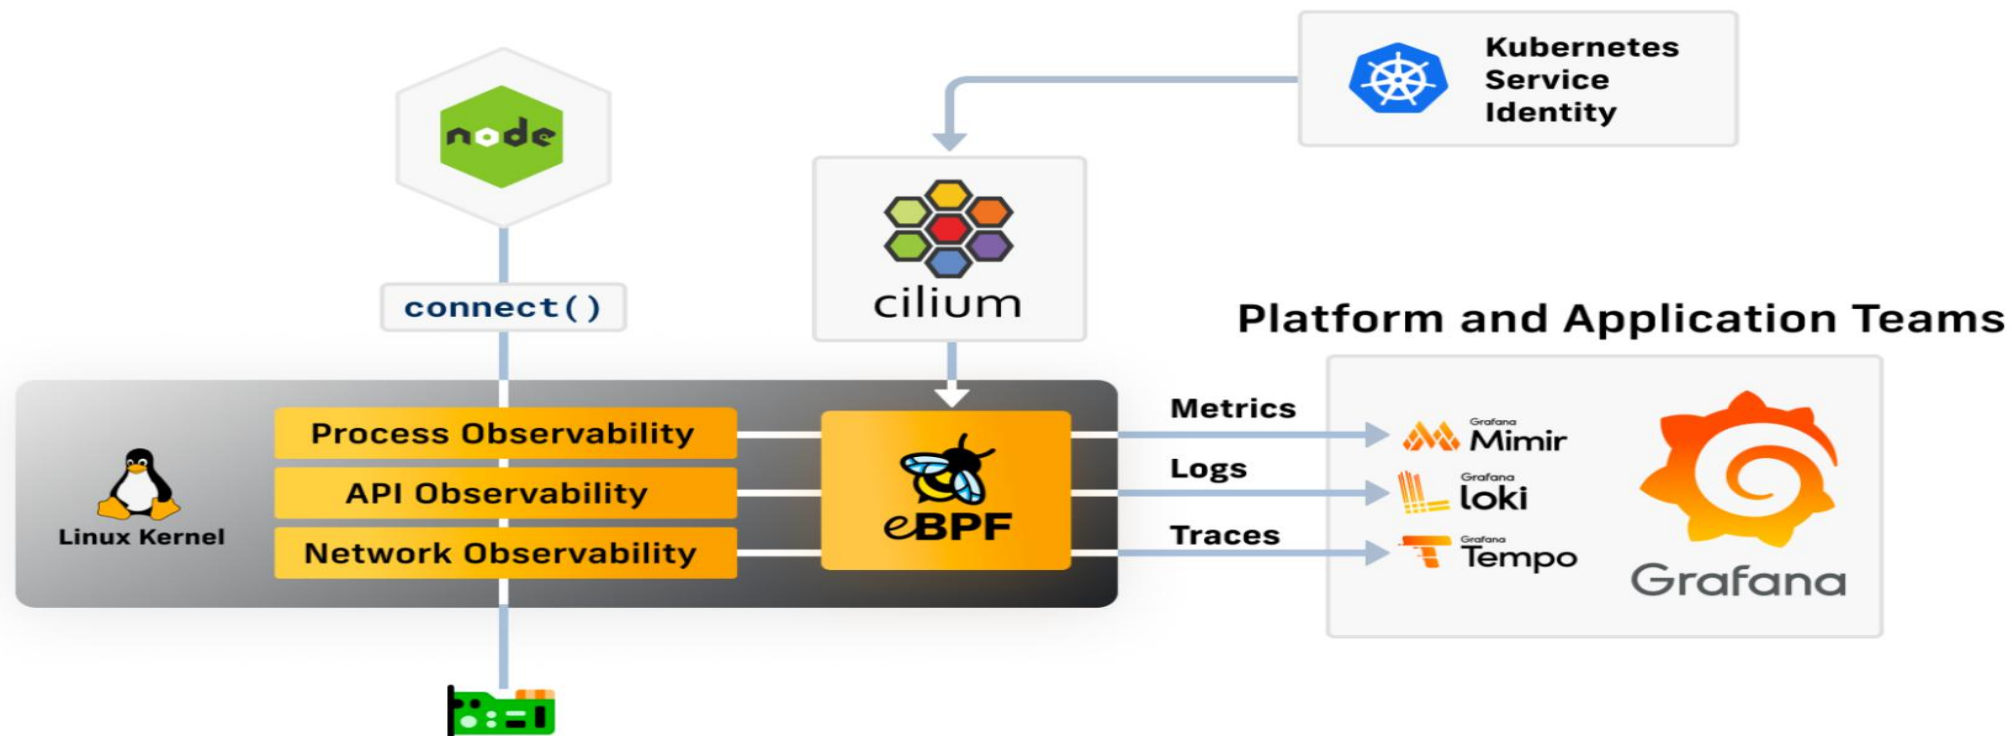 Kubernetes
Service
Identity
node
connect()
cilium
Platform and Application Teams
Linux Kernel
Process Observability
API Observability
Network Observability
eBPF
Metrics
Logs
Traces
Grafana
Mimir
Grafana
loki
Grafana
Tempo
Grafana